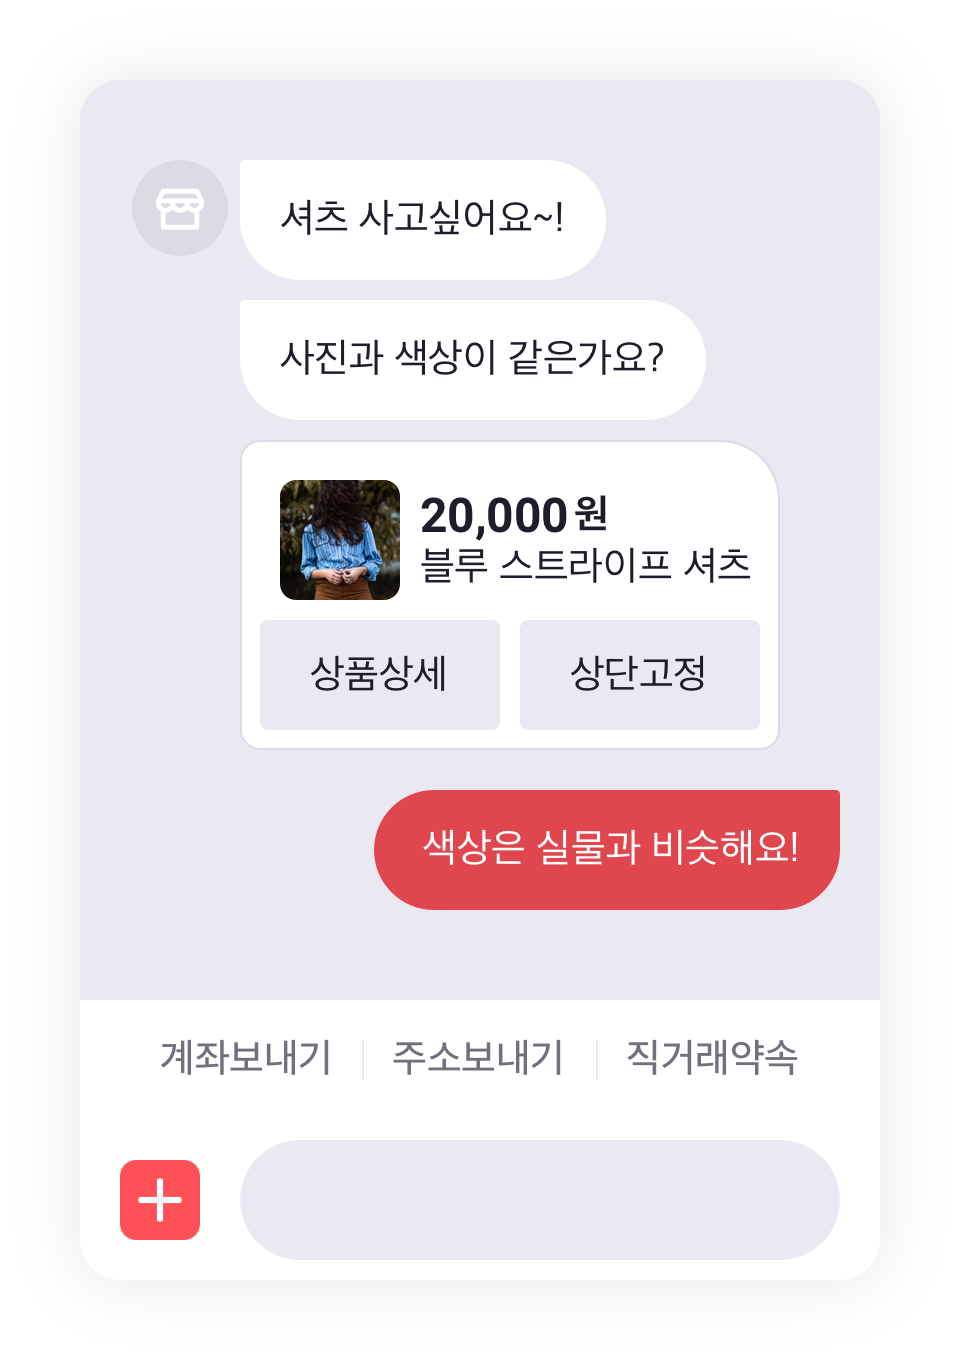 셔츠 사고싶어요~!
사진과 색상이 같은가요?
20,000원
블루 스트라이프 셔츠
상품상세
상단고정
색상은 실물과 비슷해요!
계좌보내기
주소보내기
직거래약속